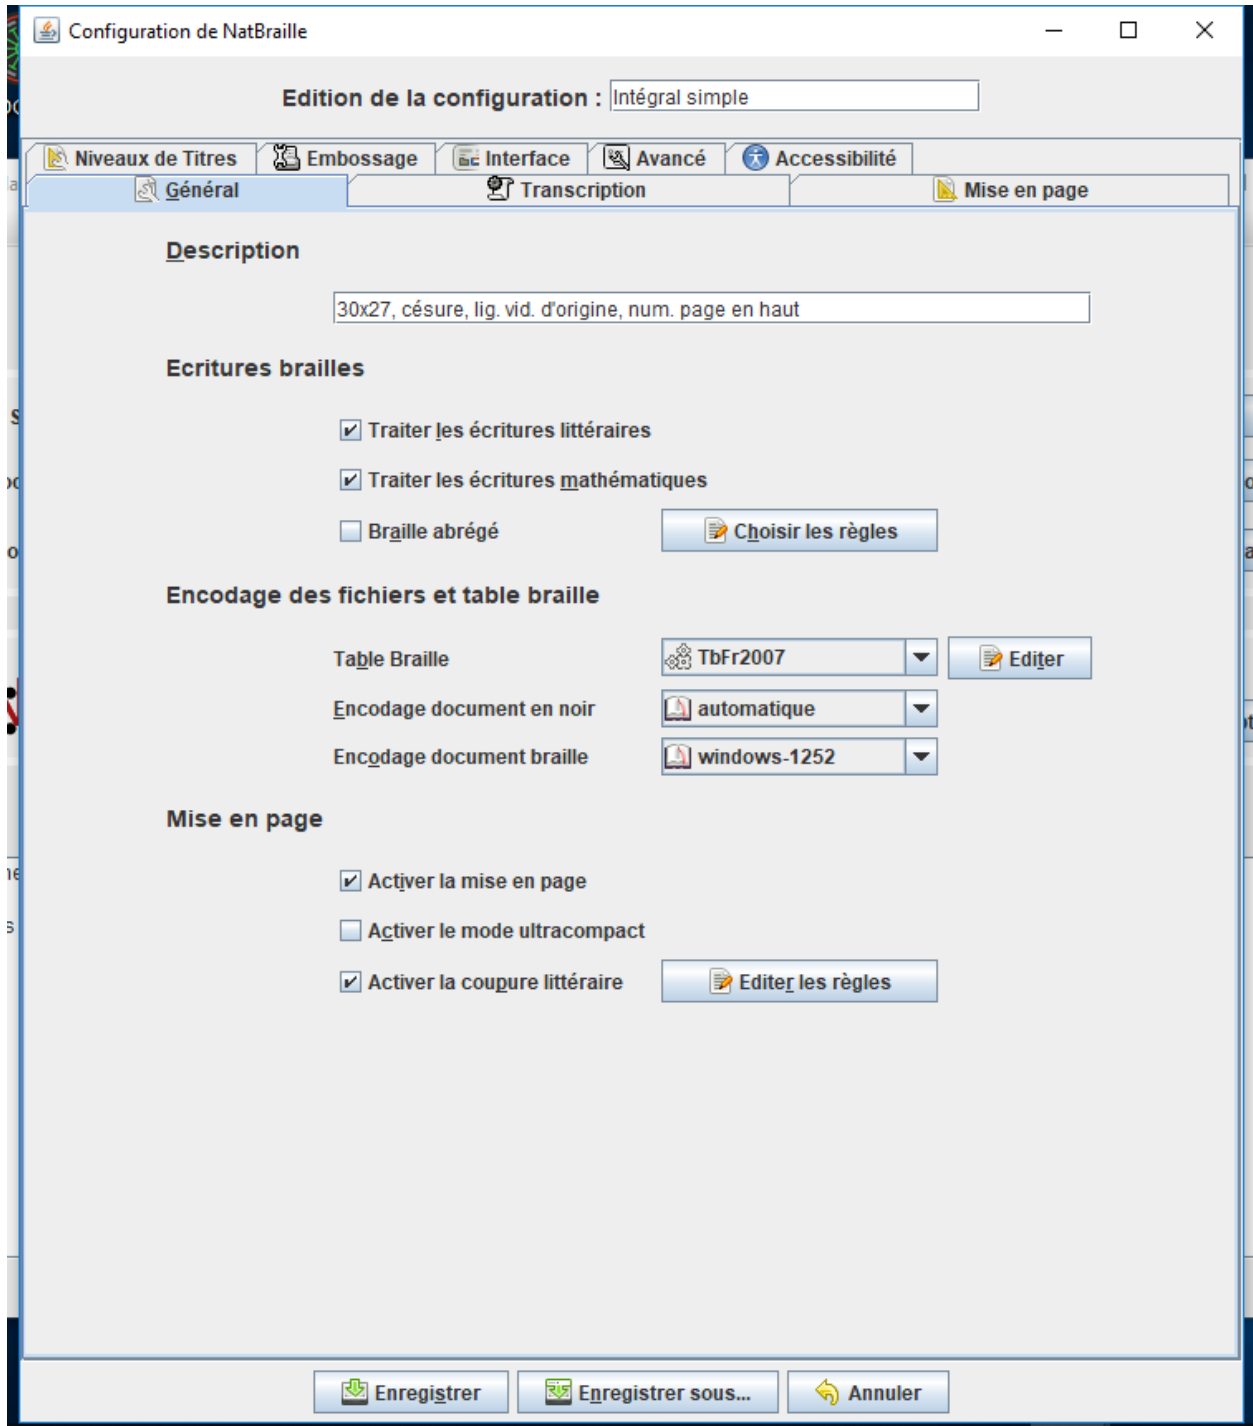 Configuration de NatBraille
Edition de la configuration : Intégral simple
Niveaux de Titres Embossage Interface Avancé Accessibilité
Général Transcription Mise en page
Description
30x27, césure, lig. vid. d'origine, num. page en haut
Ecritures brailles
Traiter les écritures littéraires
Traiter les écritures mathématiques
Braille abrégé Choisir les règles
Encodage des fichiers et table braille
Table Braille TbFr2007 Editer
Encodage document en noir automatique
Encodage document braille windows-1252
Mise en page
Activer la mise en page
Activer le mode ultracompact
Activer la coupure littéraire Editer les règles
Enregistrer Enregistrer sous... Annuler